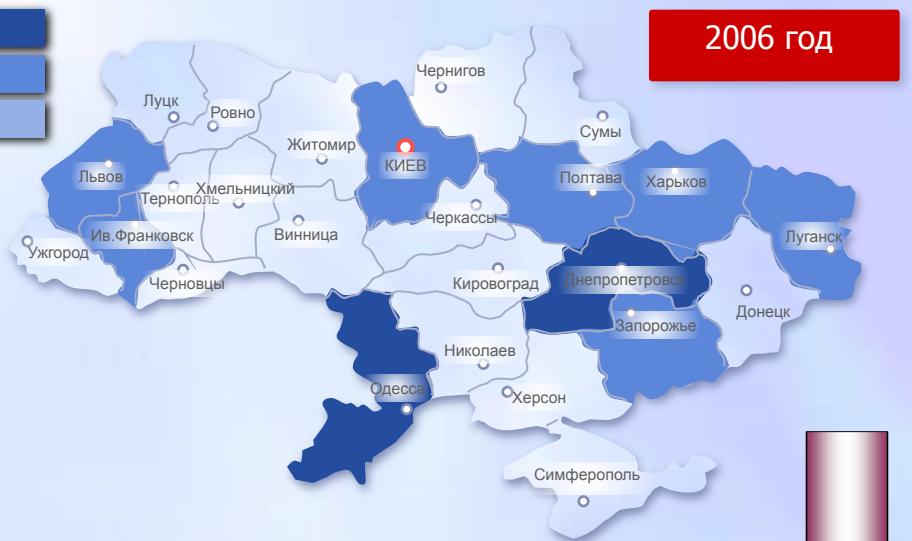 2006 год
Чернигов
Луцк
Ровно
Сумы
Житомир
КИЕВ
Львов
Полтава
Харьков
Тернополь
Хмельницкий
Черкассы
Ив.Франковск
Винница
Луганск
Ужгород
Черновцы
Кировоград
Днепропетровск
Донецк
Запорожье
Николаев
Одесса
Херсон
Симферополь